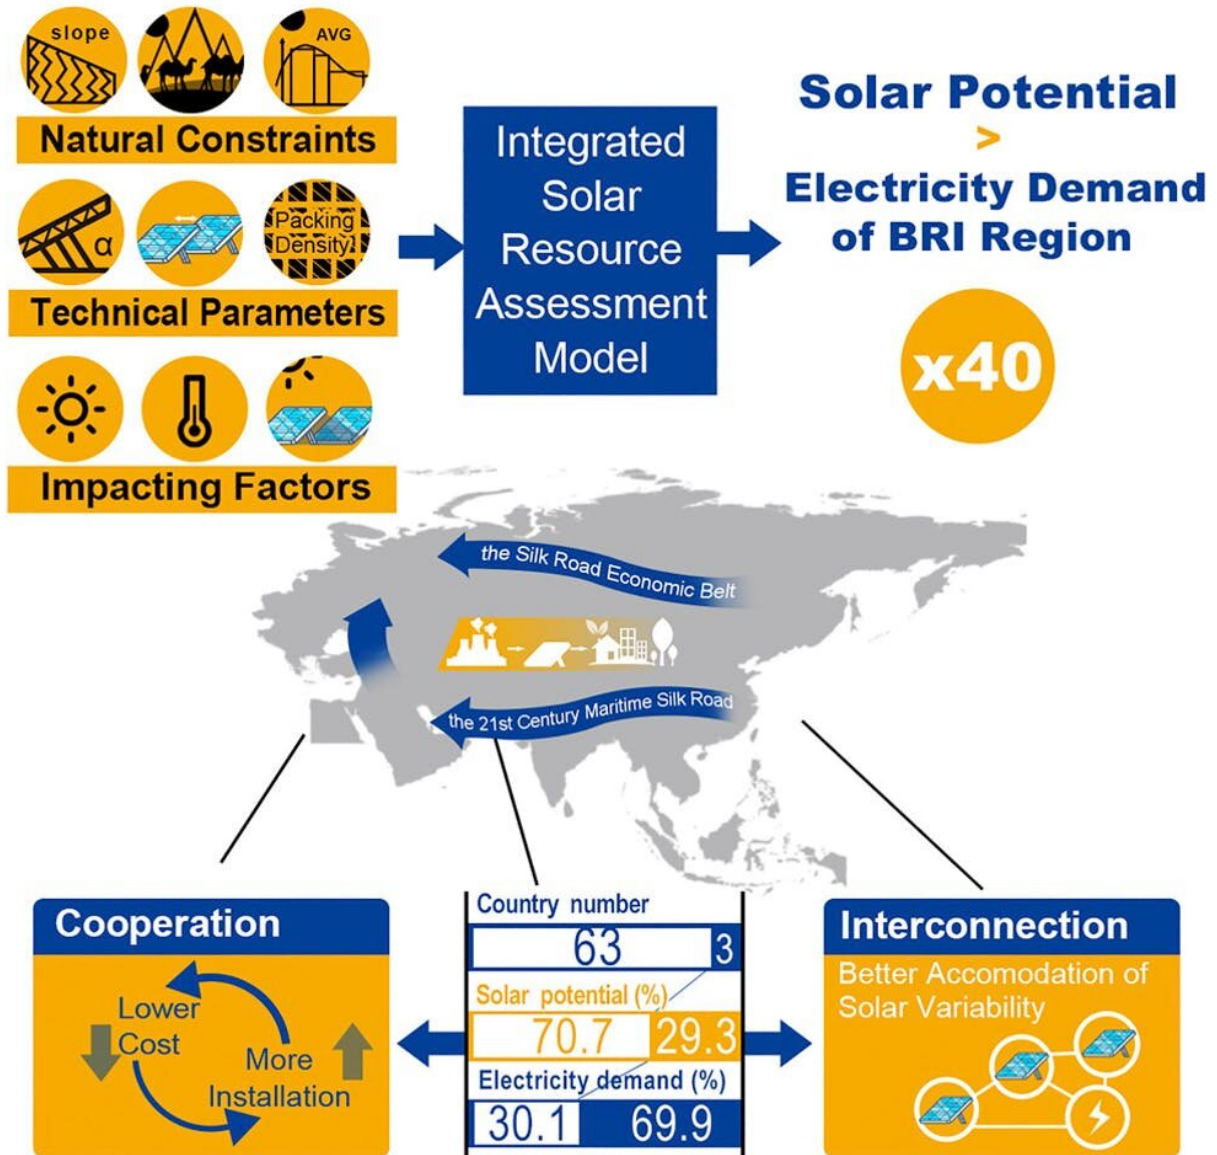 slope
AVG
Natural Constraints
α
Packing
Density
Technical Parameters
Impacting Factors
Integrated
Solar
Resource
Assessment
Model
Solar Potential
>
Electricity Demand
of BRI Region
x40
the Silk Road Economic Belt
the 21st Century Maritime Silk Road
Cooperation
Lower
Cost
More
Installation
Country number
63 3
Solar potential (%)
70.7 29.3
Electricity demand (%)
30.1 69.9
Interconnection
Better Accomodation of
Solar Variability